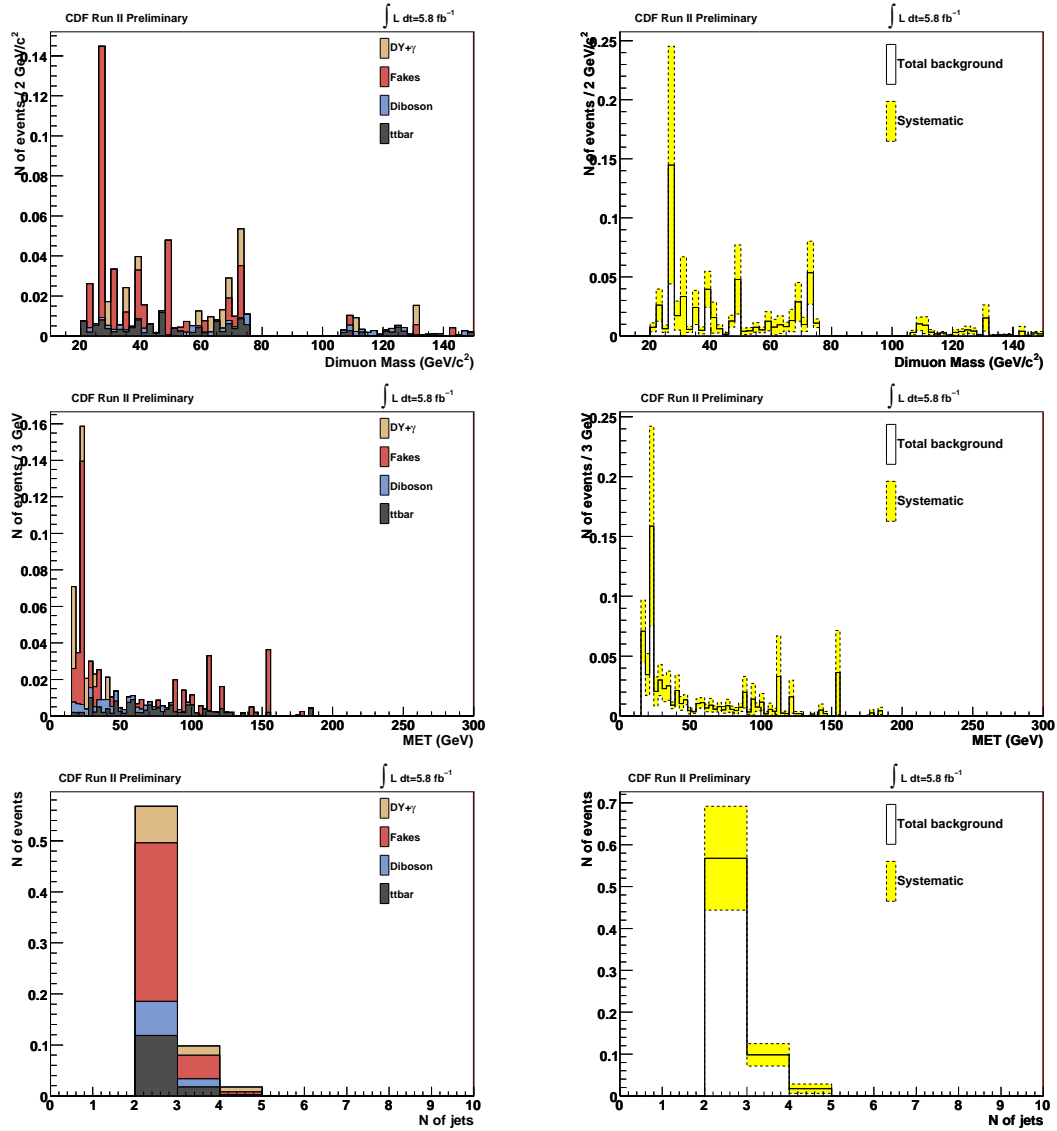 CDF Run II Preliminary
∫ L dt=5.8 fb⁻¹
N of events / 2 GeV/c²
0.14
0.12
0.1
0.08
0.06
0.04
0.02
0
DY+γ
Fakes
Diboson
ttbar
20 40 60 80 100 120 140
Dimuon Mass (GeV/c²)
CDF Run II Preliminary
∫ L dt=5.8 fb⁻¹
N of events / 2 GeV/c²
0.25
0.2
0.15
0.1
0.05
0
Total background
Systematic
20 40 60 80 100 120 140
Dimuon Mass (GeV/c²)
CDF Run II Preliminary
∫ L dt=5.8 fb⁻¹
N of events / 3 GeV
0.16
0.14
0.12
0.1
0.08
0.06
0.04
0.02
0
DY+γ
Fakes
Diboson
ttbar
0 50 100 150 200 250 300
MET (GeV)
CDF Run II Preliminary
∫ L dt=5.8 fb⁻¹
N of events / 3 GeV
0.25
0.2
0.15
0.1
0.05
0
Total background
Systematic
0 50 100 150 200 250 300
MET (GeV)
CDF Run II Preliminary
∫ L dt=5.8 fb⁻¹
N of events
0.5
0.4
0.3
0.2
0.1
0
DY+γ
Fakes
Diboson
ttbar
0 1 2 3 4 5 6 7 8 9 10
N of jets
CDF Run II Preliminary
∫ L dt=5.8 fb⁻¹
N of events
0.7
0.6
0.5
0.4
0.3
0.2
0.1
0
Total background
Systematic
0 1 2 3 4 5 6 7 8 9 10
N of jets